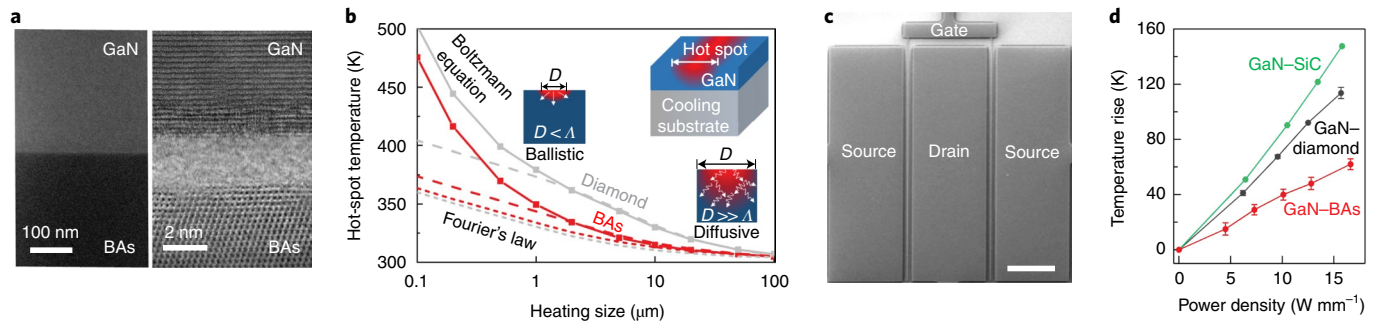 a
GaN
BAs
100 nm
GaN
BAs
2 nm
b
Hot-spot temperature (K)
500
450
400
350
300
0.1
1
10
100
Heating size (μm)
Boltzmann
equation
D
D < Λ
Ballistic
Hot spot
GaN
Cooling
substrate
D
D >> Λ
Diffusive
Diamond
BAs
Fourier's law
c
Gate
Source
Drain
Source
d
Temperature rise (K)
160
120
80
40
0
0
5
10
15
Power density (W mm⁻¹)
GaN–SiC
GaN–
diamond
GaN–BAs